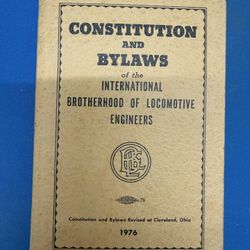 CONSTITUTION
AND
BYLAWS
of the
INTERNATIONAL
BROTHERHOOD OF LOCOMOTIVE
ENGINEERS
Constitution and Bylaws Revised at Cleveland, Ohio
1976